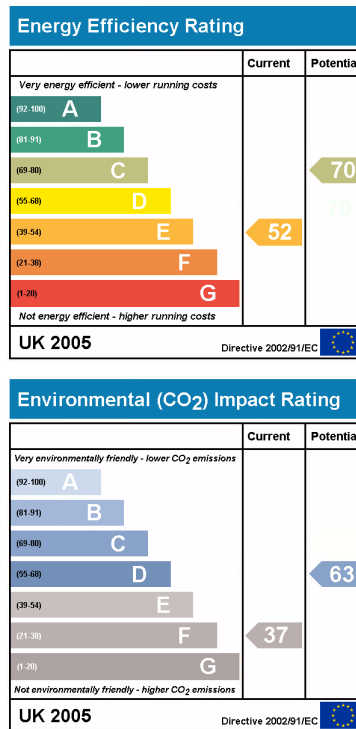 Energy Efficiency Rating
Current Potentia
Very energy efficient - lower running costs
(92-100) A
(81-91) B
(69-80) C 70
(55-68) D
(39-54) E 52
(21-38) F
(1-20) G
Not energy efficient - higher running costs
UK 2005 Directive 2002/91/EC
Environmental (CO2) Impact Rating
Current Potentia
Very environmentally friendly - lower CO2 emissions
(92-100) A
(81-91) B
(69-80) C
(55-68) D 63
(39-54) E
(21-38) F 37
(1-20) G
Not environmentally friendly - higher CO2 emissions
UK 2005 Directive 2002/91/EC